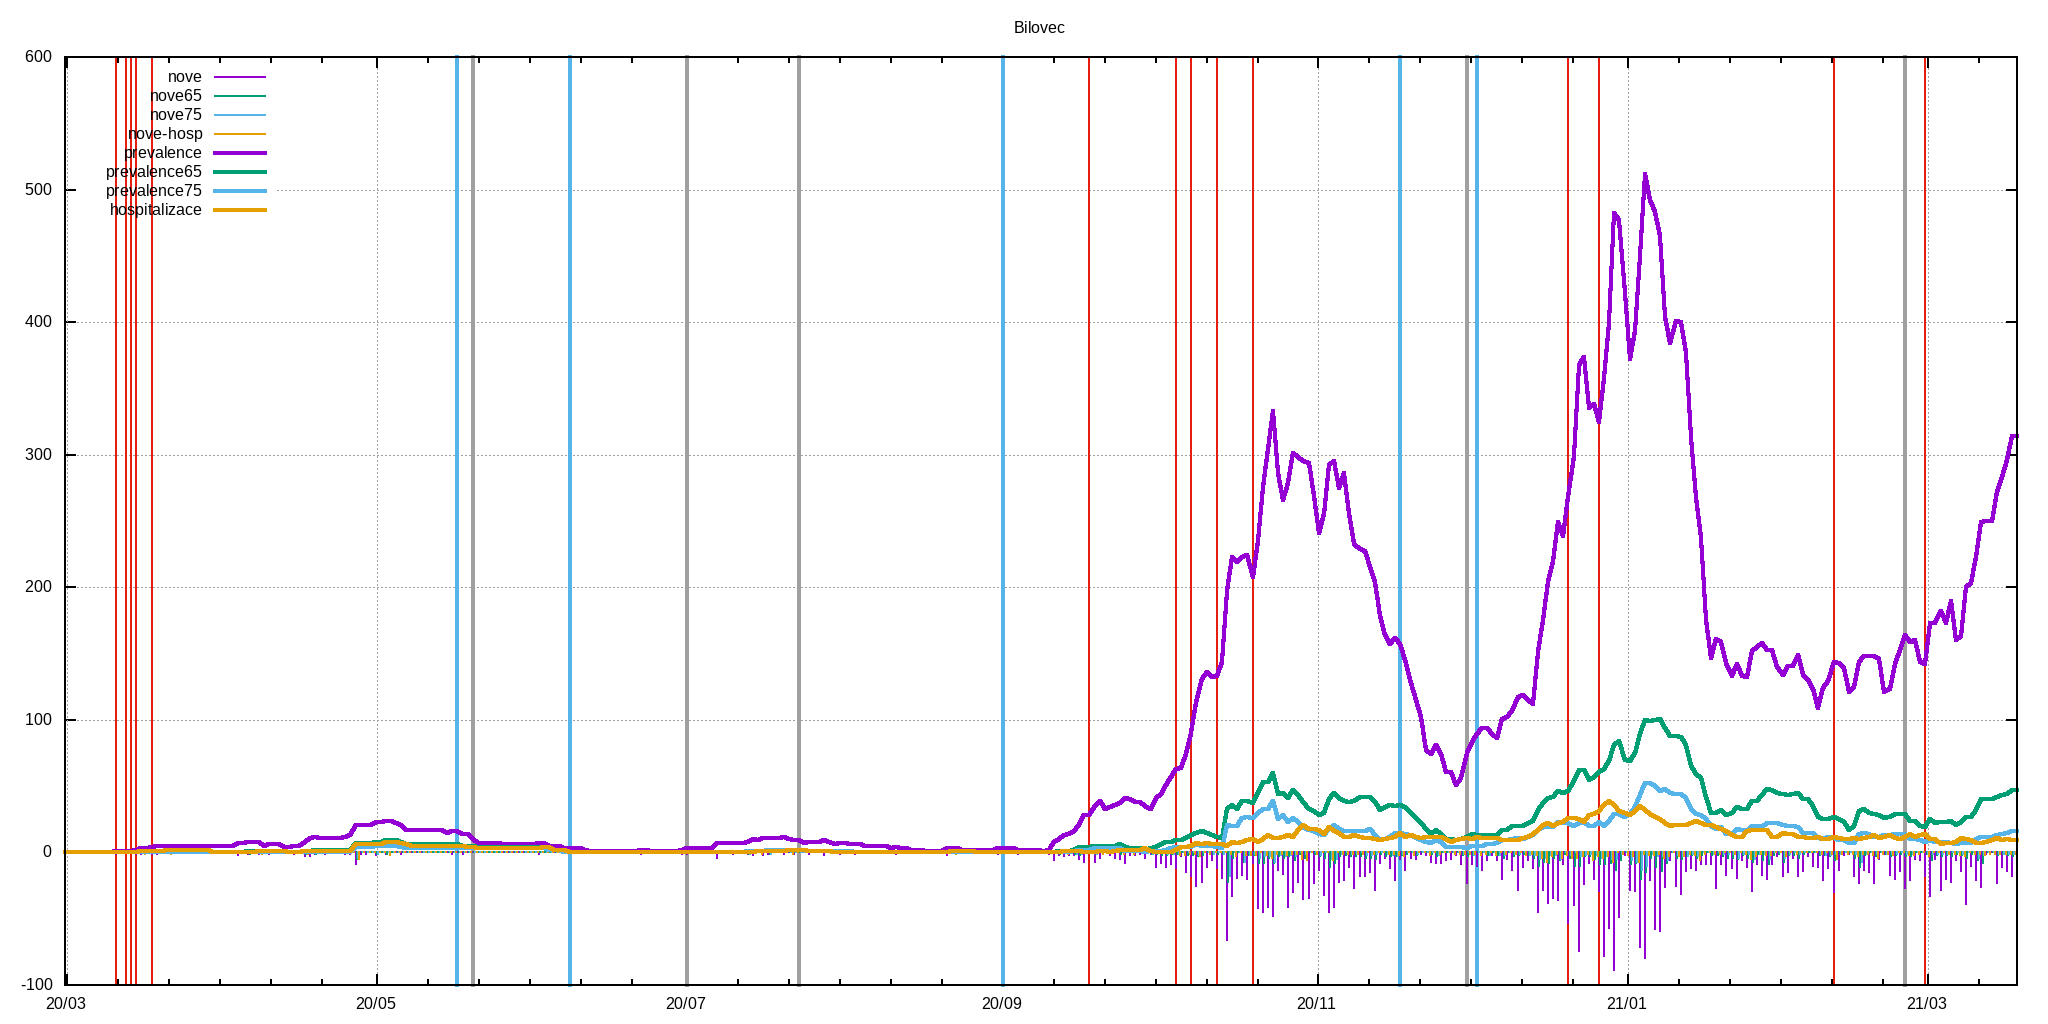 Bilovec
600
500
400
300
200
100
0
-100
nove
nove65
nove75
nove-hosp
prevalence
prevalence65
prevalence75
hospitalizace
20/03 20/05 20/07 20/09 20/11 21/01 21/03